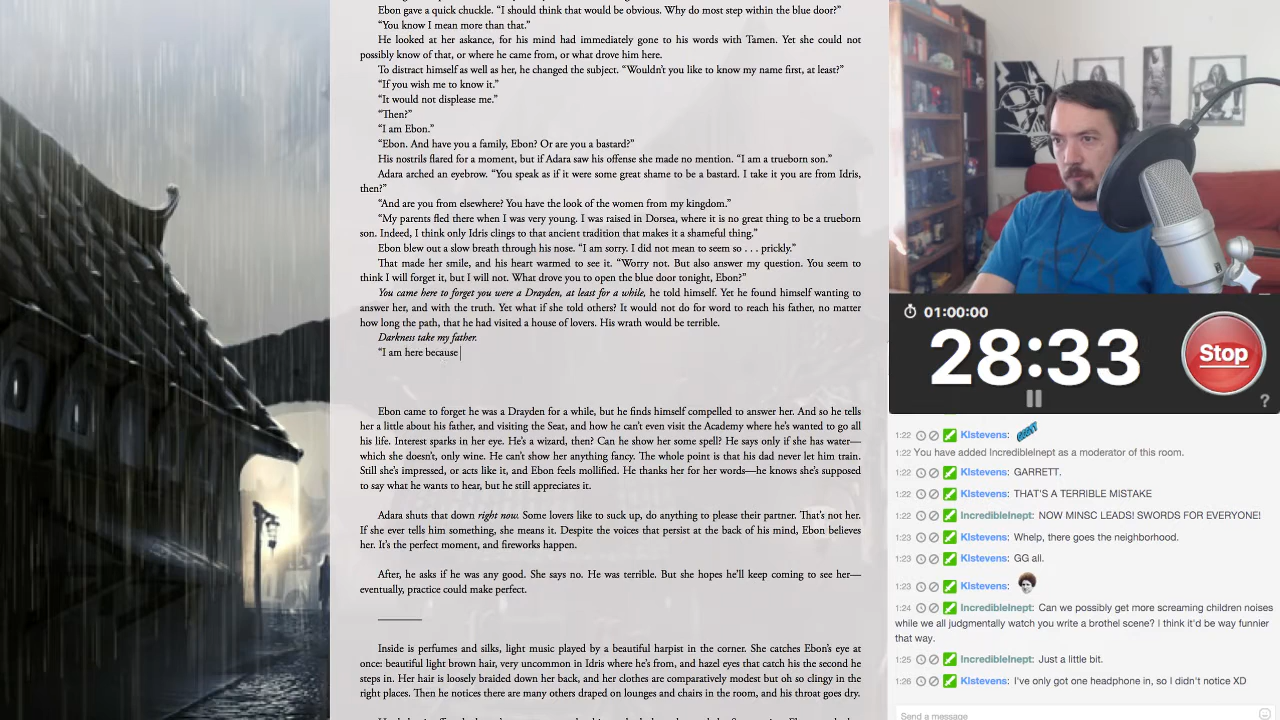 Ebon gave a quick chuckle. “I should think that would be obvious. Why do most step within the blue door?”
“You know I mean more than that.”
He looked at her askance, for his mind had immediately gone to his words with Tamen. Yet she could not
possibly know of that, or where he came from, or what drove him here.
To distract himself as well as her, he changed the subject. “Wouldn’t you like to know my name first, at least?”
“If you wish me to know it.”
“It would not displease me.”
“Then?”
“I am Ebon.”
“Ebon. And have you a family, Ebon? Or are you a bastard?”
His nostrils flared for a moment, but if Adara saw his offense she made no mention. “I am a trueborn son.”
Adara arched an eyebrow. “You speak as if it were some great shame to be a bastard. I take it you are from Idris,
then?”
“And are you from elsewhere? You have the look of the women from my kingdom.”
“My parents fled there when I was very young. I was raised in Dorsea, where it is no great thing to be a trueborn
son. Indeed, I think only Idris clings to that ancient tradition that makes it a shameful thing.”
Ebon blew out a slow breath through his nose. “I am sorry. I did not mean to seem so . . . prickly.”
That made her smile, and his heart warmed to see it. “Worry not. But also answer my question. You seem to
think I will forget it, but I will not. What drove you to open the blue door tonight, Ebon?”
You came here to forget you were a Drayden, at least for a while, he told himself. Yet he found himself wanting to
answer her, and with the truth. Yet what if she told others? It would not do for word to reach his father, no matter
how long the path, that he had visited a house of lovers. His wrath would be terrible.
Darkness take my father.
“I am here because
Ebon came to forget he was a Drayden for a while, but he finds himself compelled to answer her. And so he tells
her a little about his father, and visiting the Seat, and how he can’t even visit the Academy where he’s wanted to go all
his life. Interest sparks in her eye. He’s a wizard, then? Can he show her some spell? He says only if she has water—
which she doesn’t, only wine. He can’t show her anything fancy. The whole point is that his dad never let him train.
Still she’s impressed, or acts like it, and Ebon feels mollified. He thanks her for her words—he knows she’s supposed
to say what he wants to hear, but he still appreciates it.
Adara shuts that down right now. Some lovers like to suck up, do anything to please their partner. That’s not her.
If she ever tells him something, she means it. Despite the voices that persist at the back of his mind, Ebon believes
her. It’s the perfect moment, and fireworks happen.
After, he asks if he was any good. She says no. He was terrible. But she hopes he’ll keep coming to see her—
eventually, practice could make perfect.
Inside is perfumes and silks, light music played by a beautiful harpist in the corner. She catches Ebon’s eye at
once: beautiful light brown hair, very uncommon in Idris where he’s from, and hazel eyes that catch his the second he
steps in. Her hair is loosely braided down her back, and her clothes are comparatively modest but oh so clingy in the
right places. Then he notices there are many others draped on lounges and chairs in the room, and his throat goes dry.
01:00:00
28:33
Stop
?
1:22 KIstevens:
1:22 You have added IncredibleInept as a moderator of this room.
1:22 KIstevens: GARRETT.
1:22 KIstevens: THAT'S A TERRIBLE MISTAKE
1:22 IncredibleInept: NOW MINSC LEADS! SWORDS FOR EVERYONE!
1:23 KIstevens: Whelp, there goes the neighborhood.
1:23 KIstevens: GG all.
1:23 KIstevens:
1:24 IncredibleInept: Can we possibly get more screaming children noises
while we all judgmentally watch you write a brothel scene? I think it'd be way funnier
that way.
1:25 IncredibleInept: Just a little bit.
1:26 KIstevens: I've only got one headphone in, so I didn't notice XD
Send a message